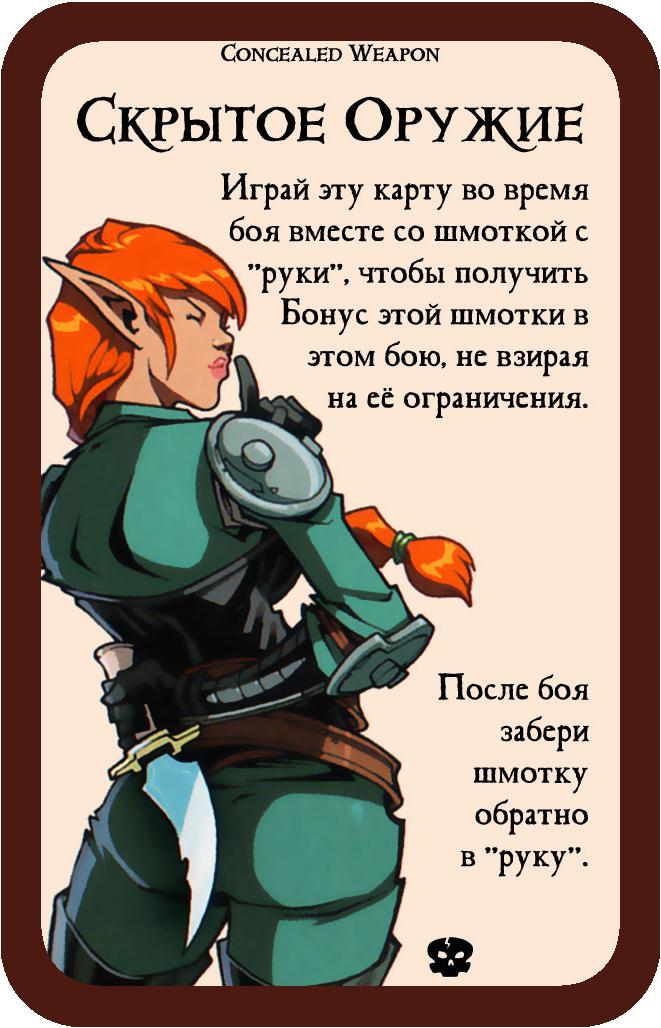 Concealed Weapon
Скрытое Оружие
Играй эту карту во время
боя вместе со шмоткой с
"руки", чтобы получить
Бонус этой шмотки в
этом бою, не взирая
на её ограничения.
После боя
забери
шмотку
обратно
в "руку".